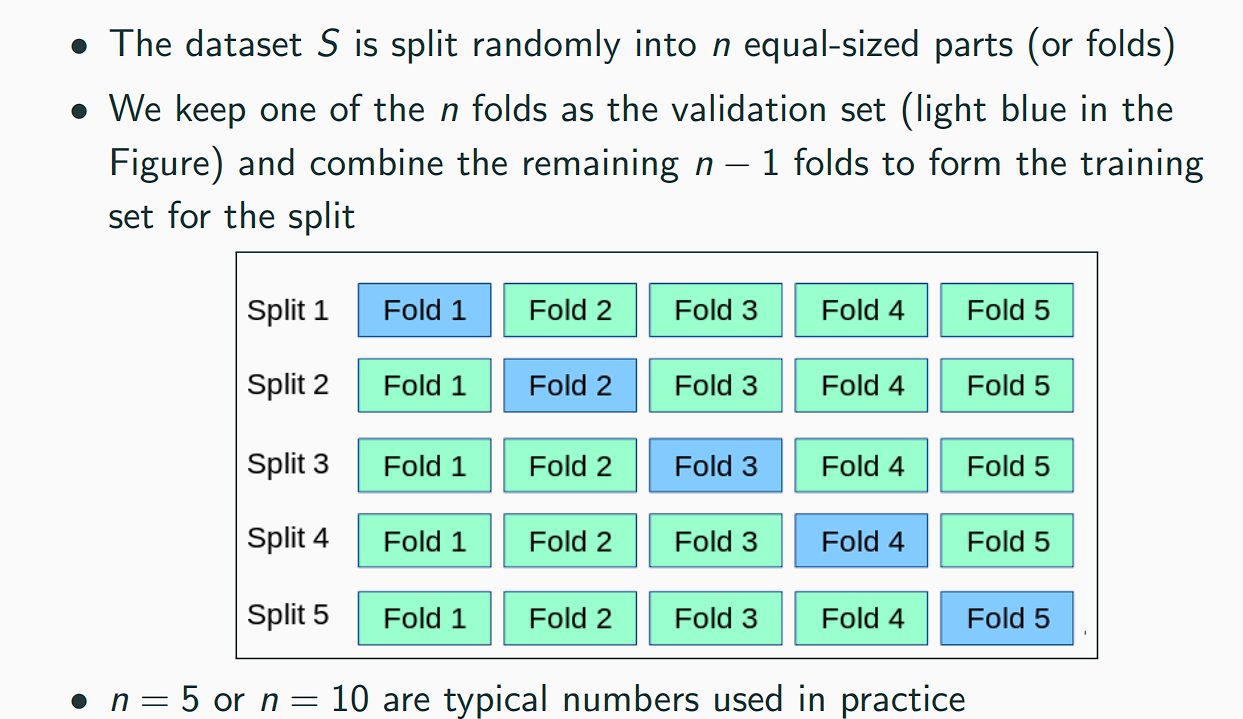 • The dataset S is split randomly into n equal-sized parts (or folds)
• We keep one of the n folds as the validation set (light blue in the
Figure) and combine the remaining n − 1 folds to form the training
set for the split
Split 1 Fold 1 Fold 2 Fold 3 Fold 4 Fold 5
Split 2 Fold 1 Fold 2 Fold 3 Fold 4 Fold 5
Split 3 Fold 1 Fold 2 Fold 3 Fold 4 Fold 5
Split 4 Fold 1 Fold 2 Fold 3 Fold 4 Fold 5
Split 5 Fold 1 Fold 2 Fold 3 Fold 4 Fold 5
• n = 5 or n = 10 are typical numbers used in practice